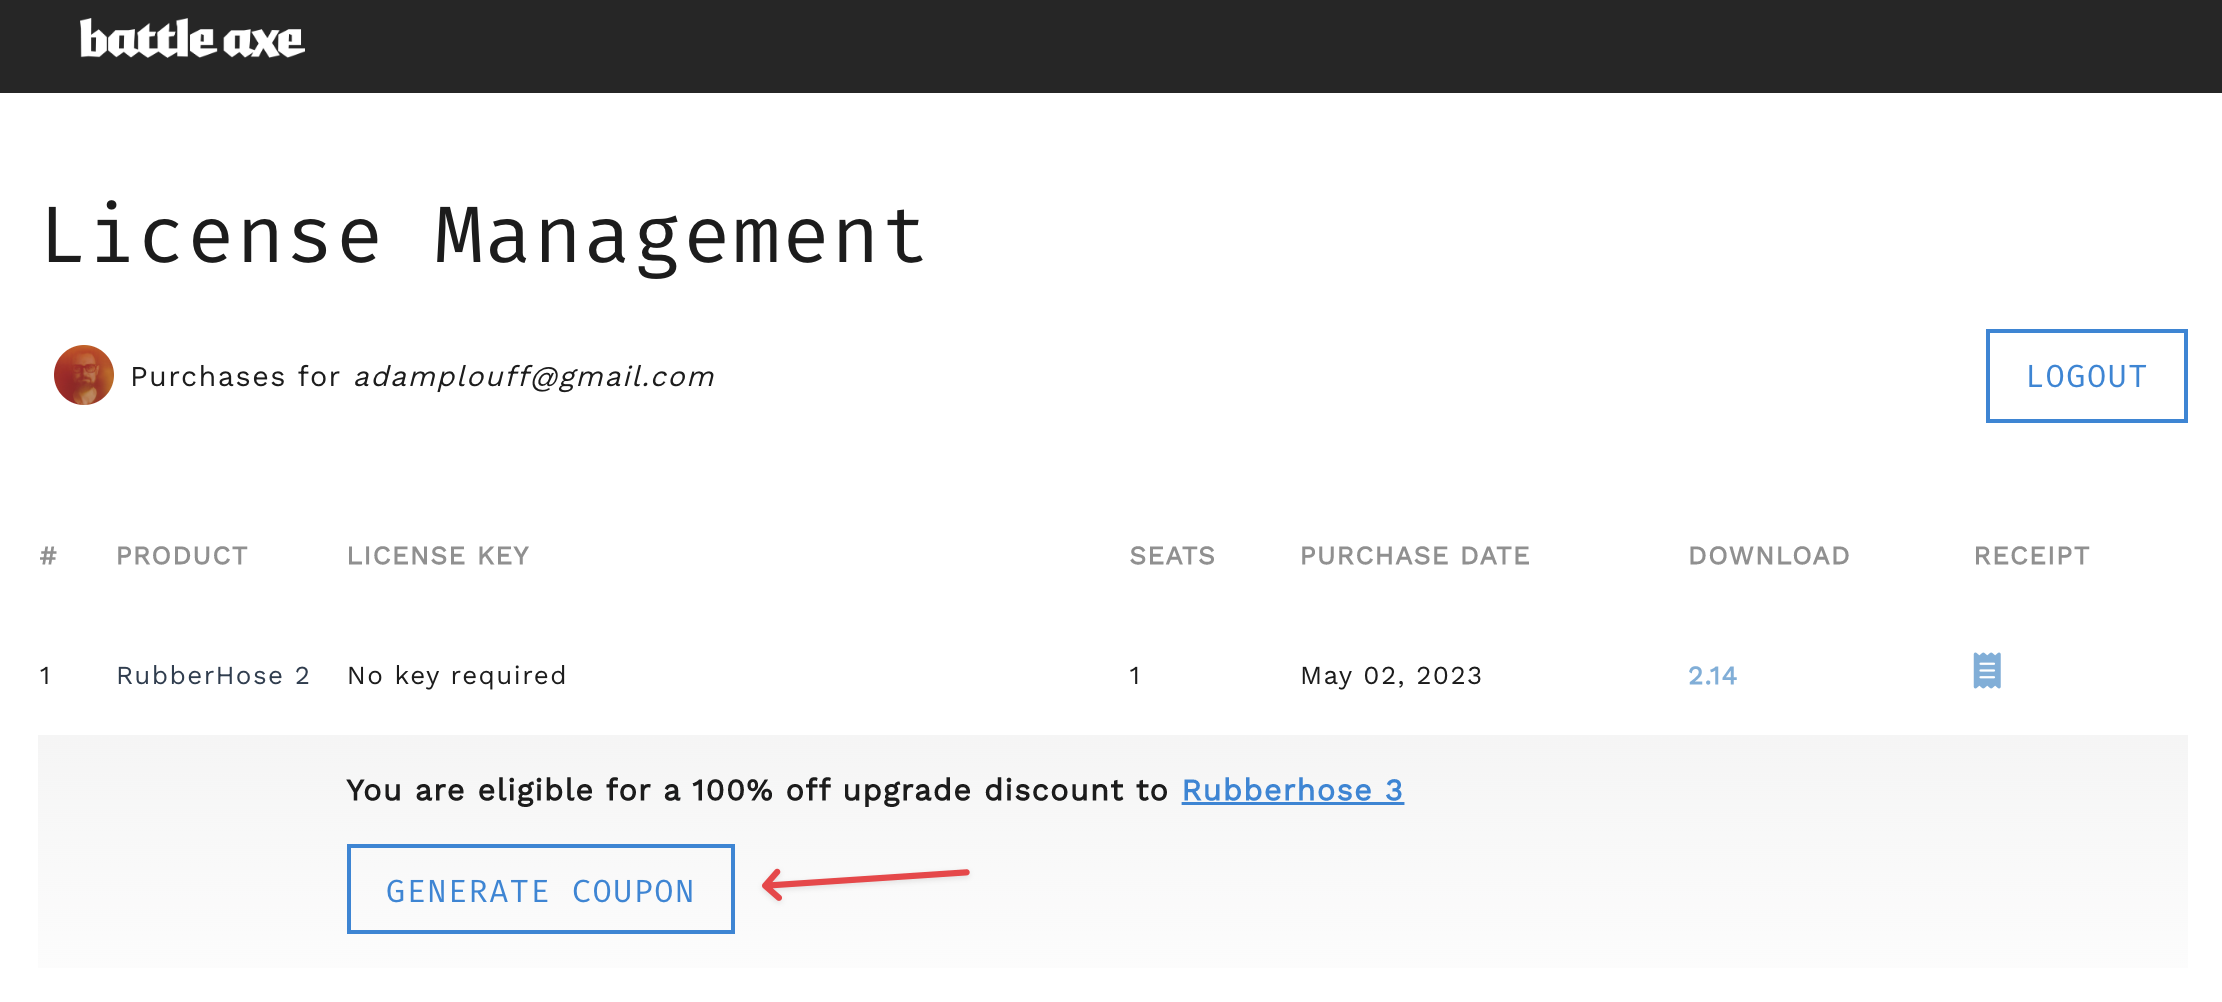 battle axe
License Management
Purchases for adamplouff@gmail.com
LOGOUT
# PRODUCT LICENSE KEY SEATS PURCHASE DATE DOWNLOAD RECEIPT
1 RubberHose 2 No key required 1 May 02, 2023 2.14
You are eligible for a 100% off upgrade discount to Rubberhose 3
GENERATE COUPON